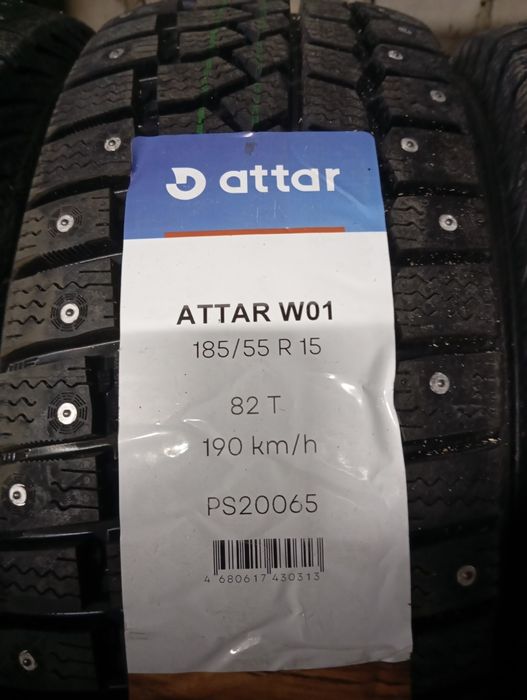 attar
ATTAR W01
185/55 R 15
82 T
190 km/h
PS20065
4 680617 430313